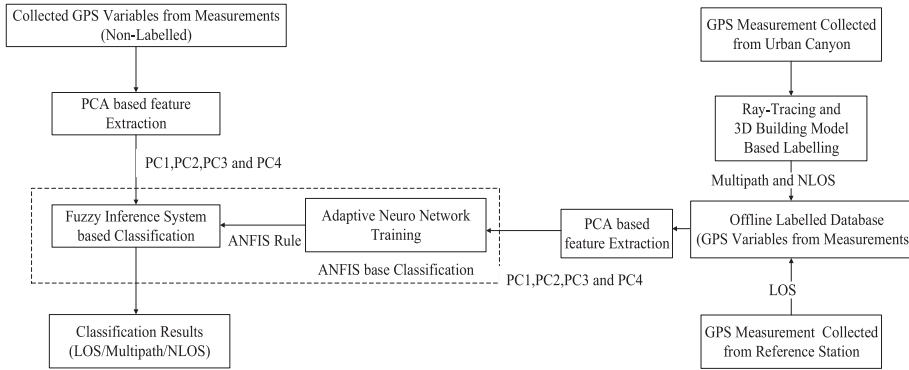 Collected GPS Variables from Measurements
(Non-Labelled)
PCA based feature
Extraction
PC1,PC2,PC3 and PC4
Fuzzy Inference System
based Classification
ANFIS Rule
Adaptive Neuro Network
Training
ANFIS base Classification
Classification Results
(LOS/Multipath/NLOS)
PC1,PC2,PC3 and PC4
PCA based
feature Extraction
GPS Measurement Collected
from Urban Canyon
Ray-Tracing and
3D Building Model
Based Labelling
Multipath and NLOS
Offline Labelled Database
(GPS Variables from Measurements
LOS
GPS Measurement Collected
from Reference Station